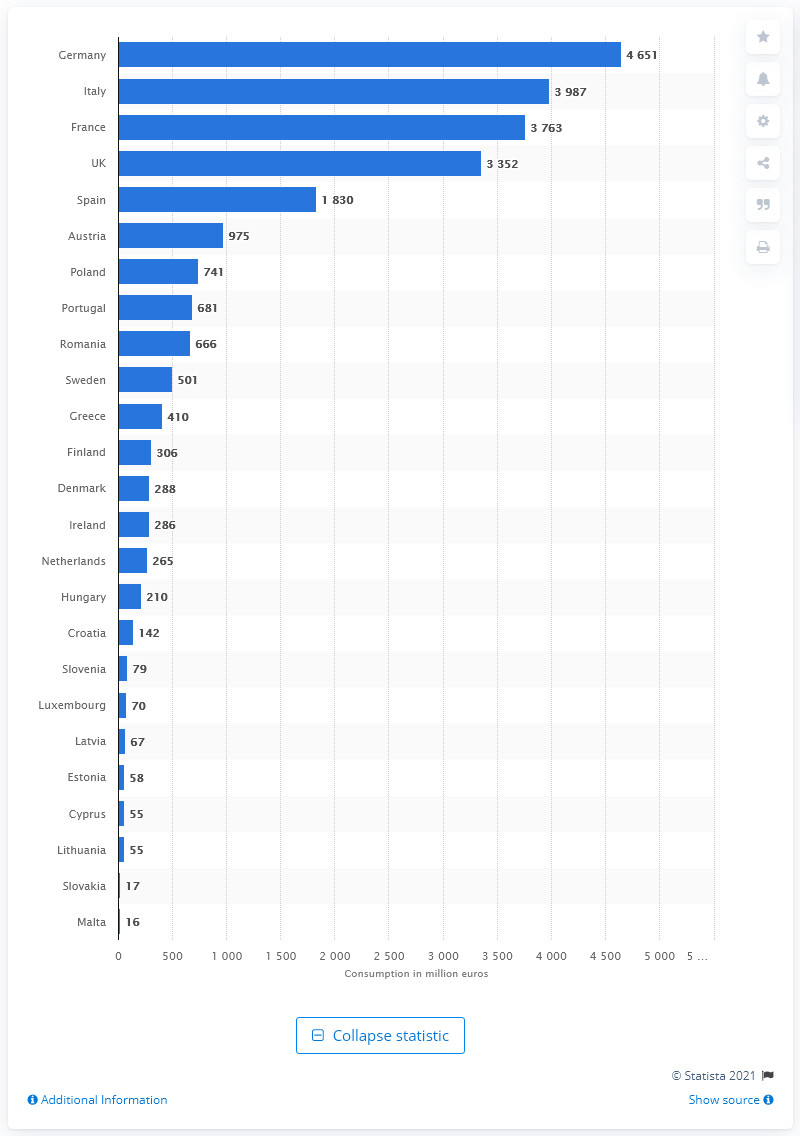 Germany 4 651
Italy 3 987
France 3 763
UK 3 352
Spain 1 830
Austria 975
Poland 741
Portugal 681
Romania 666
Sweden 501
Greece 410
Finland 306
Denmark 288
Ireland 286
Netherlands 265
Hungary 210
Croatia 142
Slovenia 79
Luxembourg 70
Latvia 67
Estonia 58
Cyprus 55
Lithuania 55
Slovakia 17
Malta 16
0 500 1 000 1 500 2 000 2 500 3 000 3 500 4 000 4 500 5 000 5 ...
Consumption in million euros
Collapse statistic
© Statista 2021
Additional Information Show source